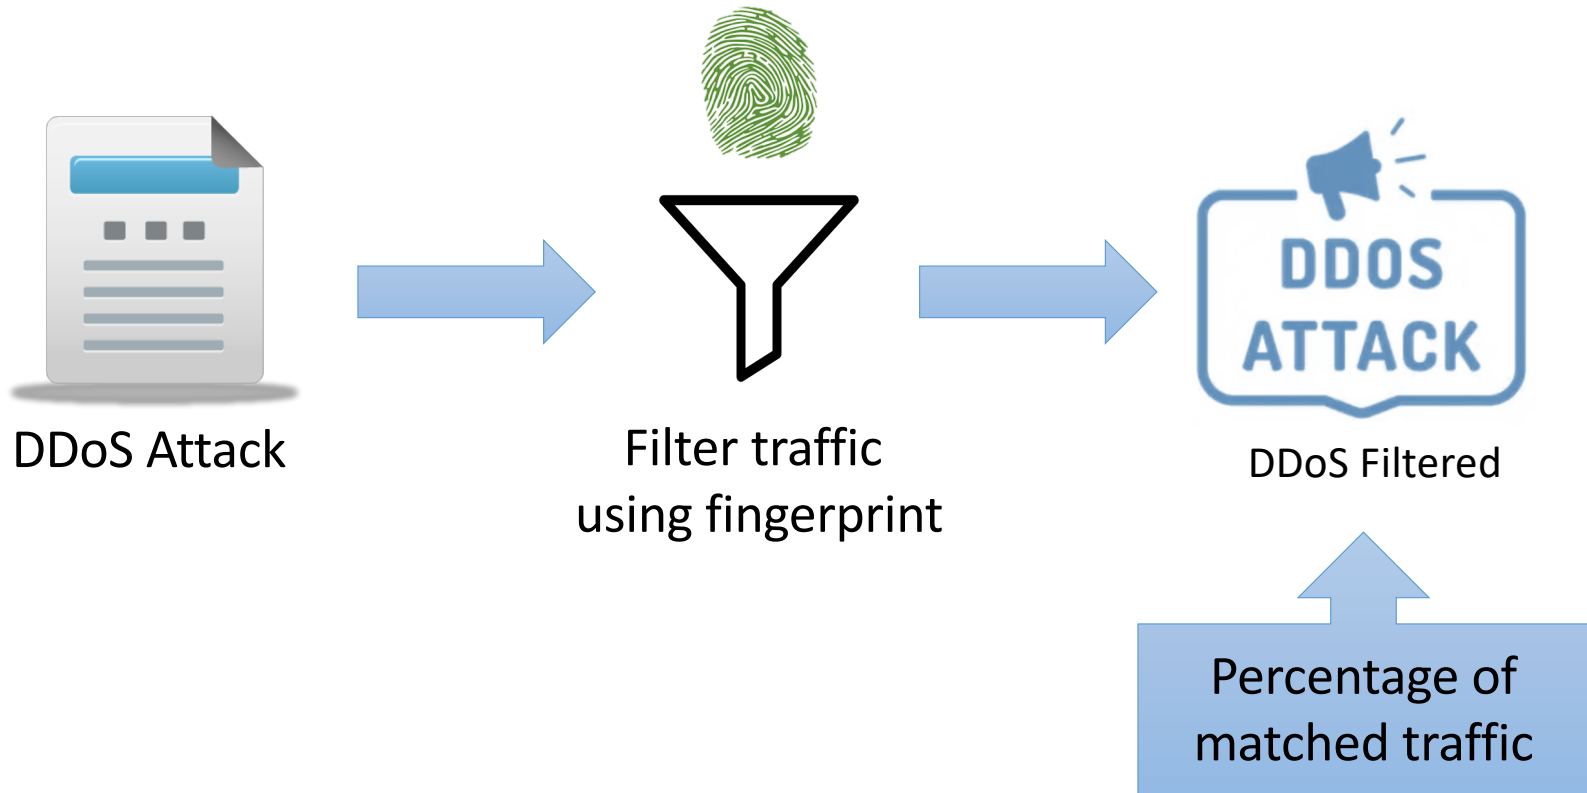 DDOS
ATTACK
DDoS Attack
Filter traffic
using fingerprint
DDoS Filtered
Percentage of
matched traffic